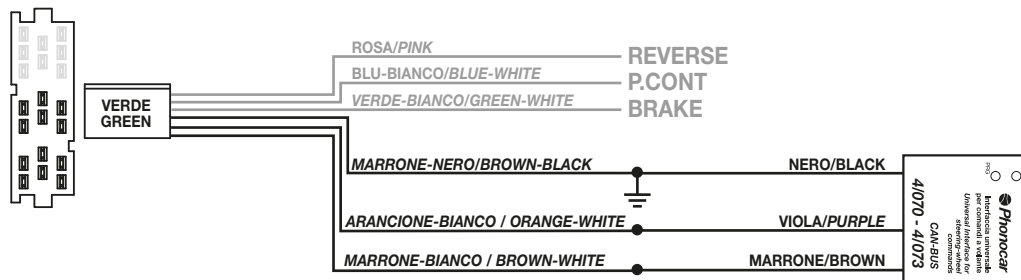 ROSA/PINK
REVERSE
BLU-BIANCO/BLUE-WHITE
P.CONT
VERDE-BIANCO/GREEN-WHITE
BRAKE
VERDE
GREEN
MARRONE-NERO/BROWN-BLACK
NERO/BLACK
ARANCIONE-BIANCO / ORANGE-WHITE
VIOLA/PURPLE
MARRONE-BIANCO / BROWN-WHITE
MARRONE/BROWN
PRG
Phonocar
Interfaccia universale
per comandi a volante
Universal Interface for
steering-wheel
commands
CAN-BUS
4/070 - 4/073